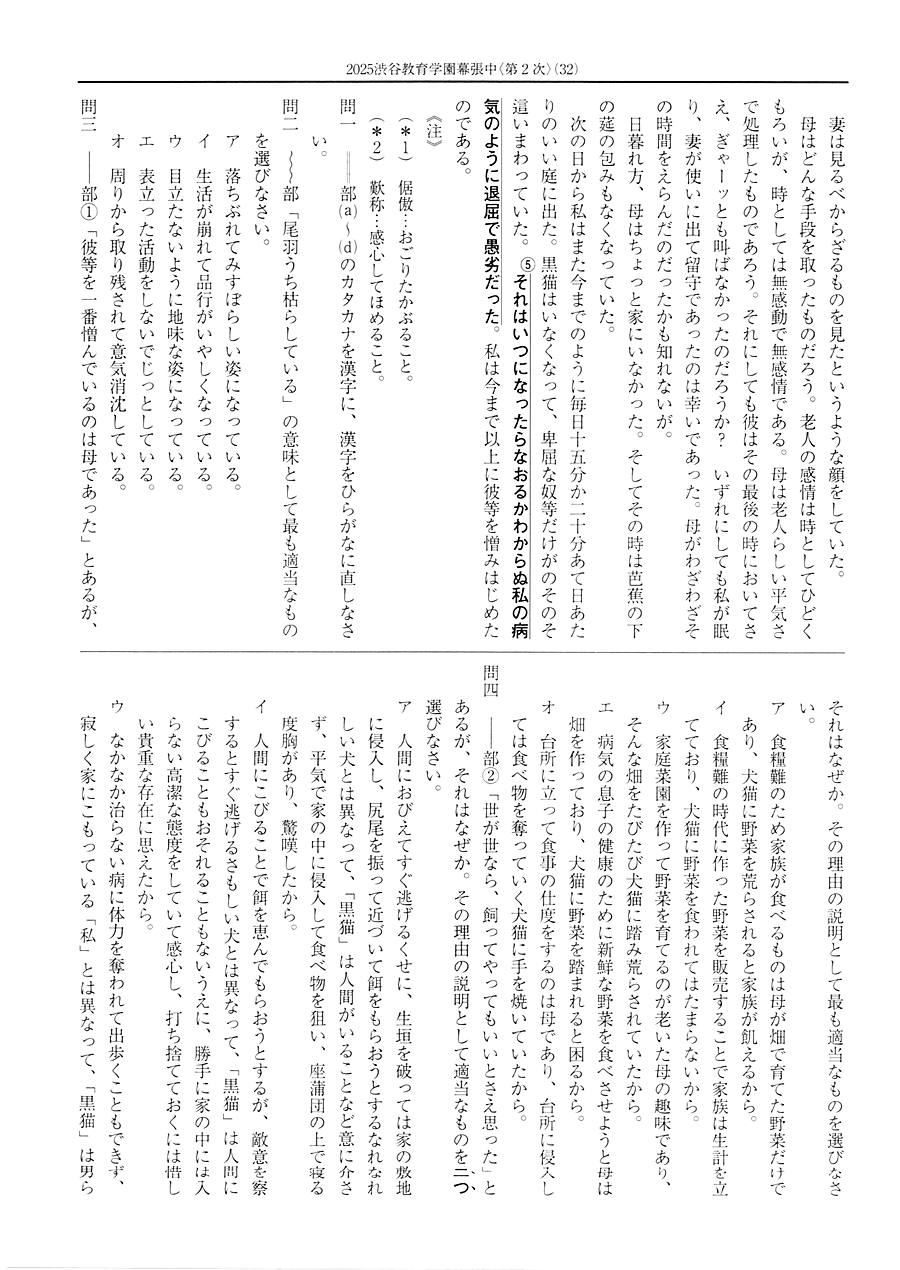 2025渋谷教育学園幕張中〈第2次〉(32)
妻は見るべからざるものを見たというような顔をしていた。
母はどんな手段を取ったものだろう。老人の感情は時としてひどく
もろいが、時としては無感動で無感情である。母は老人らしい平気さ
で処理したものであろう。それにしても彼はその最後の時においてさ
え、ぎゃーッとも叫ばなかったのだろうか? いずれにしても私が眠
り、妻が使いに出て留守であったのは幸いであった。母がわざわざそ
の時間をえらんだのだったかも知れないが。
日暮れ方、母はちょっと家にいなかった。そしてその時は芭蕉の下
の莚の包みもなくなっていた。
次の日から私はまた今までのように毎日十五分か二十分あて日あた
りのいい庭に出た。黒猫はいなくなって、卑屈な奴等だけがのそのそ
這いまわっていた。⑤それはいつになったらなおるかわからぬ私の病
気のように退屈で愚劣だった。私は今まで以上に彼等を憎みはじめた
のである。
《注》
(*1) 倨傲…おごりたかぶること。
(*2) 歎称…感心してほめること。
問一 ══部(a)～(d)のカタカナを漢字に、漢字をひらがなに直しなさ
い。
問二 〜〜部「尾羽うち枯らしている」の意味として最も適当なもの
を選びなさい。
ア 落ちぶれてみすぼらしい姿になっている。
イ 生活が崩れて品行がいやしくなっている。
ウ 目立たないように地味な姿になっている。
エ 表立った活動をしないでじっとしている。
オ 周りから取り残されて意気消沈している。
問三 ――部①「彼等を一番憎んでいるのは母であった」とあるが、
それはなぜか。その理由の説明として最も適当なものを選びなさ
い。
ア 食糧難のため家族が食べるものは母が畑で育てた野菜だけで
あり、犬猫に野菜を荒らされると家族が飢えるから。
イ 食糧難の時代に作った野菜を販売することで家族は生計を立
てており、犬猫に野菜を食われてはたまらないから。
ウ 家庭菜園を作って野菜を育てるのが老いた母の趣味であり、
そんな畑をたびたび犬猫に踏み荒らされていたから。
エ 病気の息子の健康のために新鮮な野菜を食べさせようと母は
畑を作っており、犬猫に野菜を踏まれると困るから。
オ 台所に立って食事の仕度をするのは母であり、台所に侵入し
ては食べ物を奪っていく犬猫に手を焼いていたから。
問四 ――部②「世が世なら、飼ってやってもいいとさえ思った」と
あるが、それはなぜか。その理由の説明として適当なものを二つ
選びなさい。
ア 人間におびえてすぐ逃げるくせに、生垣を破っては家の敷地
に侵入し、尻尾を振って近づいて餌をもらおうとするなれなれ
しい犬とは異なって、「黒猫」は人間がいることなど意に介さ
ず、平気で家の中に侵入して食べ物を狙い、座蒲団の上で寝る
度胸があり、驚嘆したから。
イ 人間にこびることで餌を恵んでもらおうとするが、敵意を察
するとすぐ逃げるさもしい犬とは異なって、「黒猫」は人間に
こびることもおそれることもないうえに、勝手に家の中には入
らない高潔な態度をしていて感心し、打ち捨てておくには惜し
い貴重な存在に思えたから。
ウ なかなか治らない病に体力を奪われて出歩くこともできず、
寂しく家にこもっている「私」とは異なって、「黒猫」は男ら